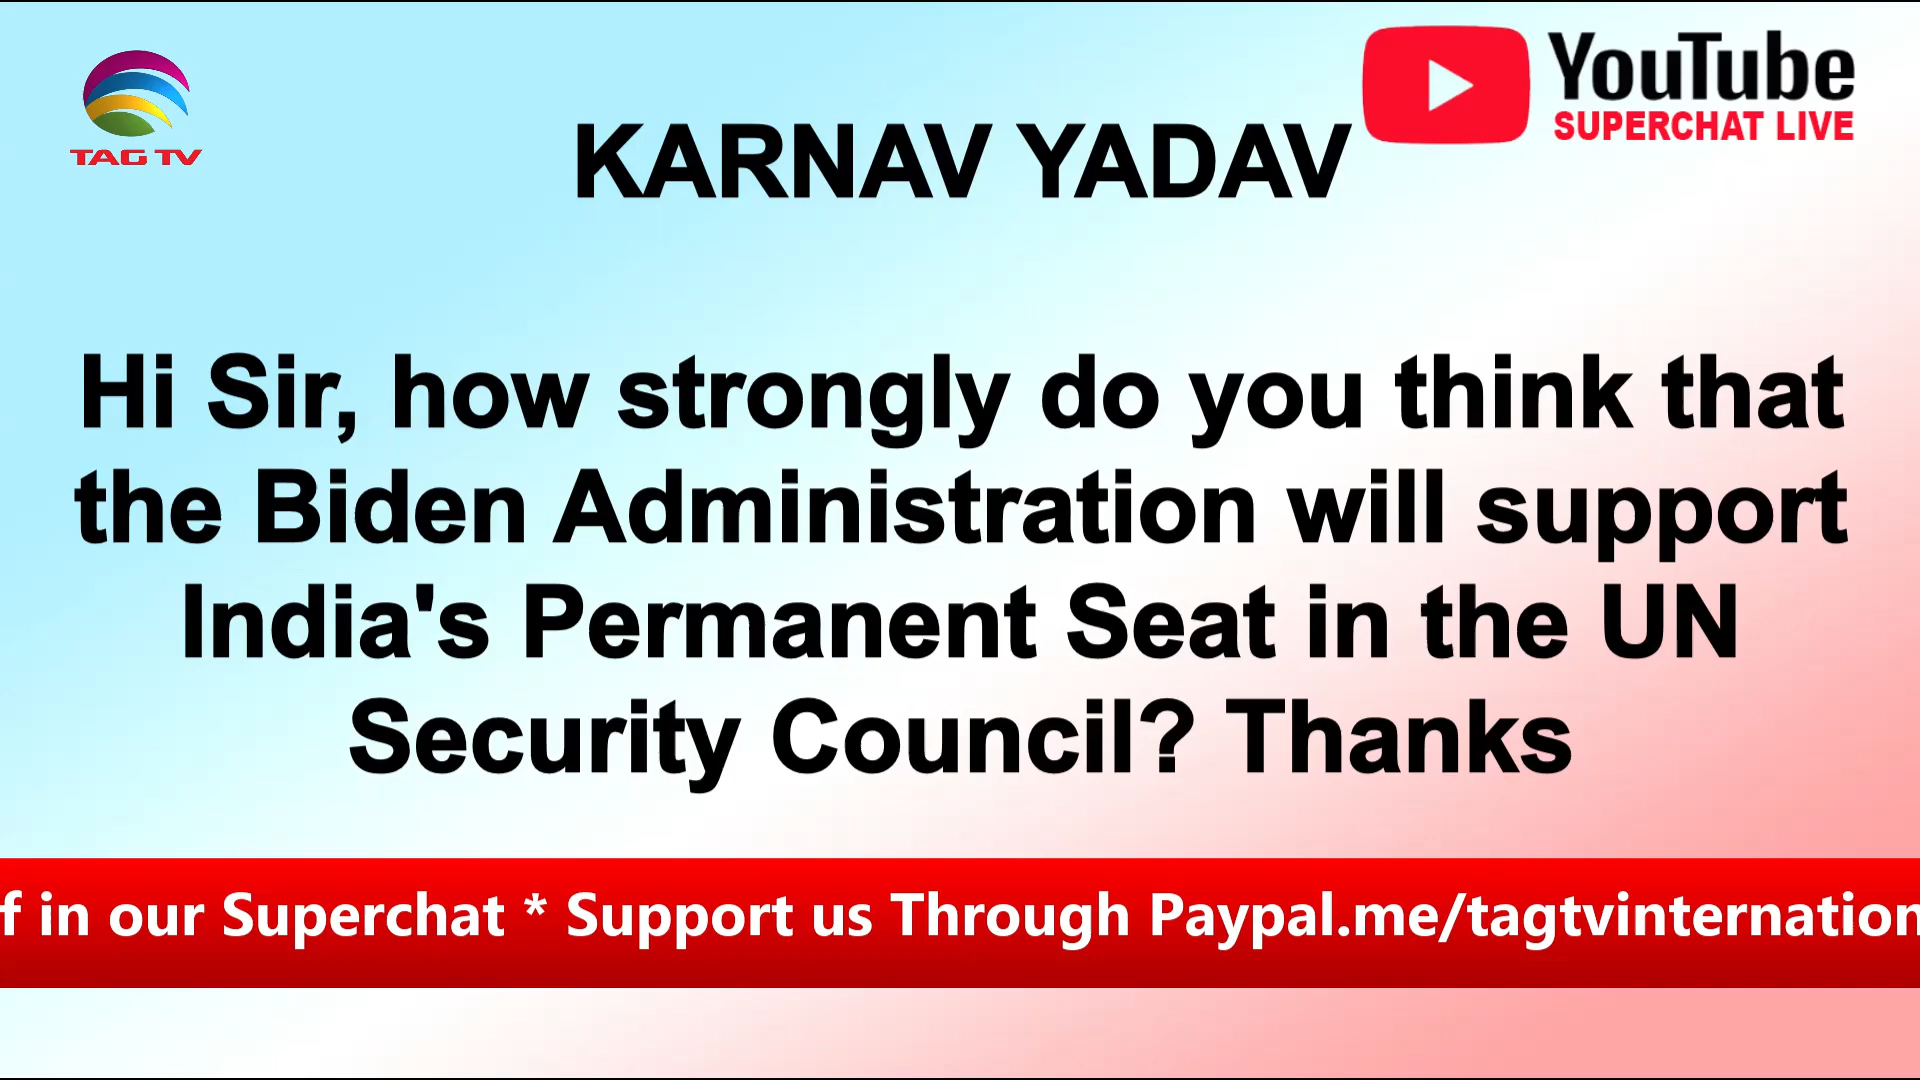 TAG TV
YouTube
SUPERCHAT LIVE
KARNAV YADAV
Hi Sir, how strongly do you think that
the Biden Administration will support
India's Permanent Seat in the UN
Security Council? Thanks
f in our Superchat * Support us Through Paypal.me/tagtvinternation